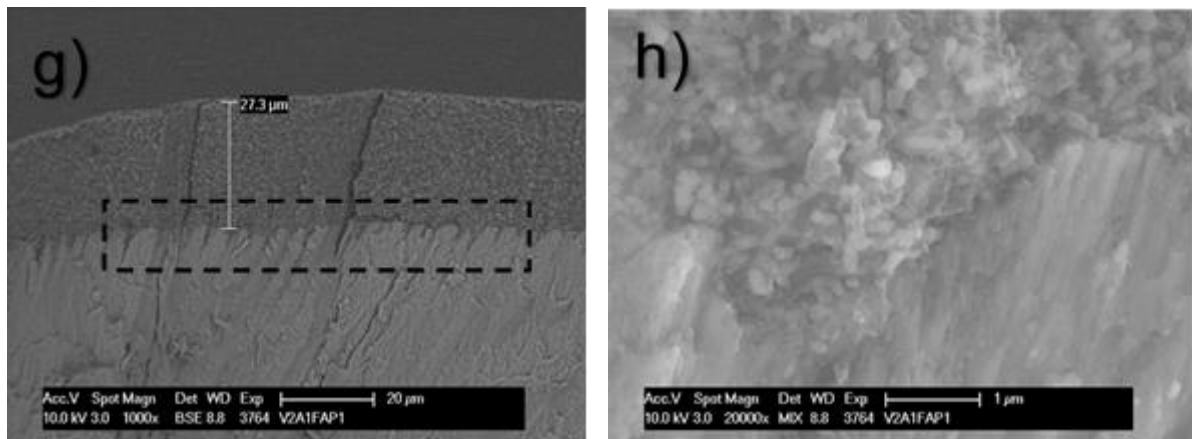 g)
27.3 µm
Acc.V Spot Magn Det WD Exp 20 µm
10.0 kV 3.0 1000x BSE 8.8 3764 V2A1FAP1
h)
Acc.V Spot Magn Det WD Exp 1 µm
10.0 kV 3.0 20000x MIX 8.8 3764 V2A1FAP1